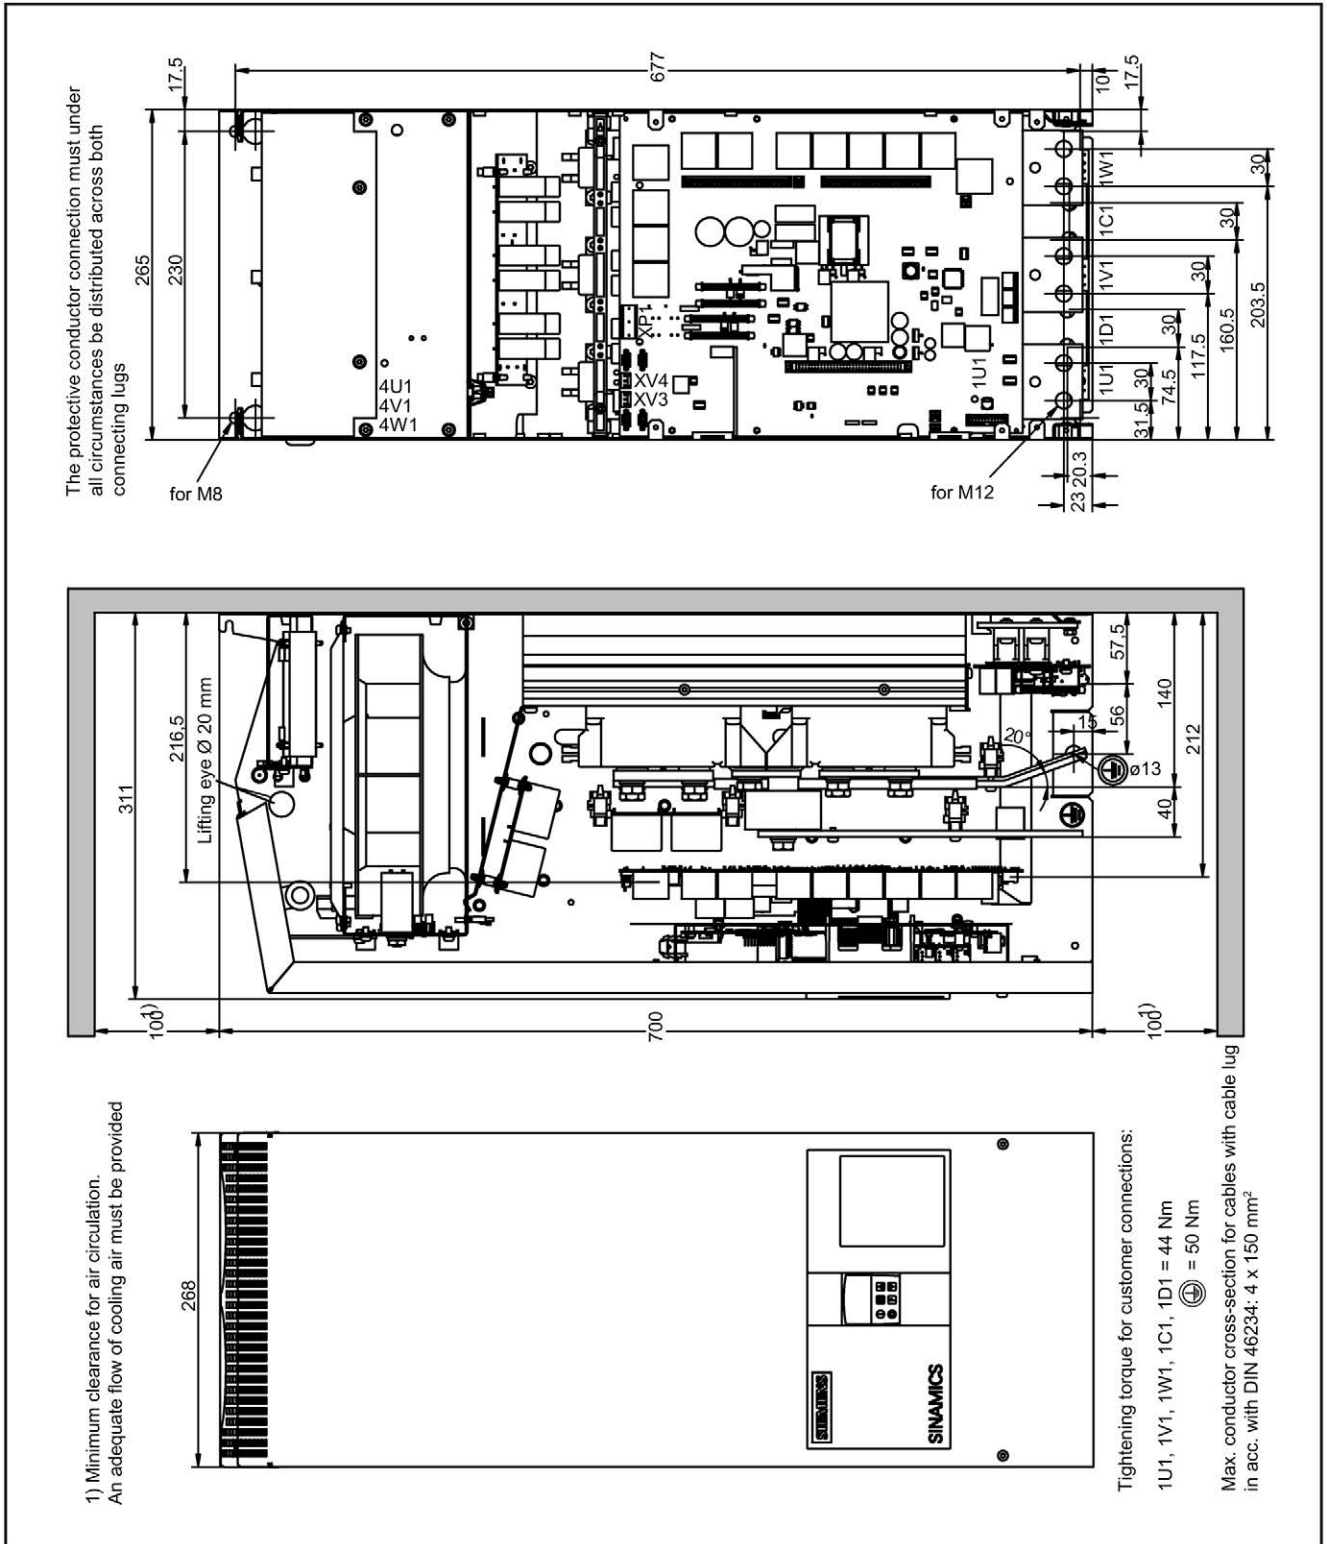 The protective conductor connection must under
all circumstances be distributed across both
connecting lugs
677
17.5
265
230
10
17.5
4U1
4V1
4W1
XP1
XV4
XV3
1U1
1W1
1C1
1V1
1D1
1U1
30
30
30
30
30
31.5
74.5
117.5
160.5
203.5
for M8
for M12
20.3
23
311
216,5
Lifting eye Ø 20 mm
57,5
56
15
140
212
20°
ø13
40
100 1)
700
100 1)
1) Minimum clearance for air circulation.
An adequate flow of cooling air must be provided
268
SIEMENS
SINAMICS
Tightening torque for customer connections:
1U1, 1V1, 1W1, 1C1, 1D1 = 44 Nm
= 50 Nm
Max. conductor cross-section for cables with cable lug
in acc. with DIN 46234: 4 x 150 mm²